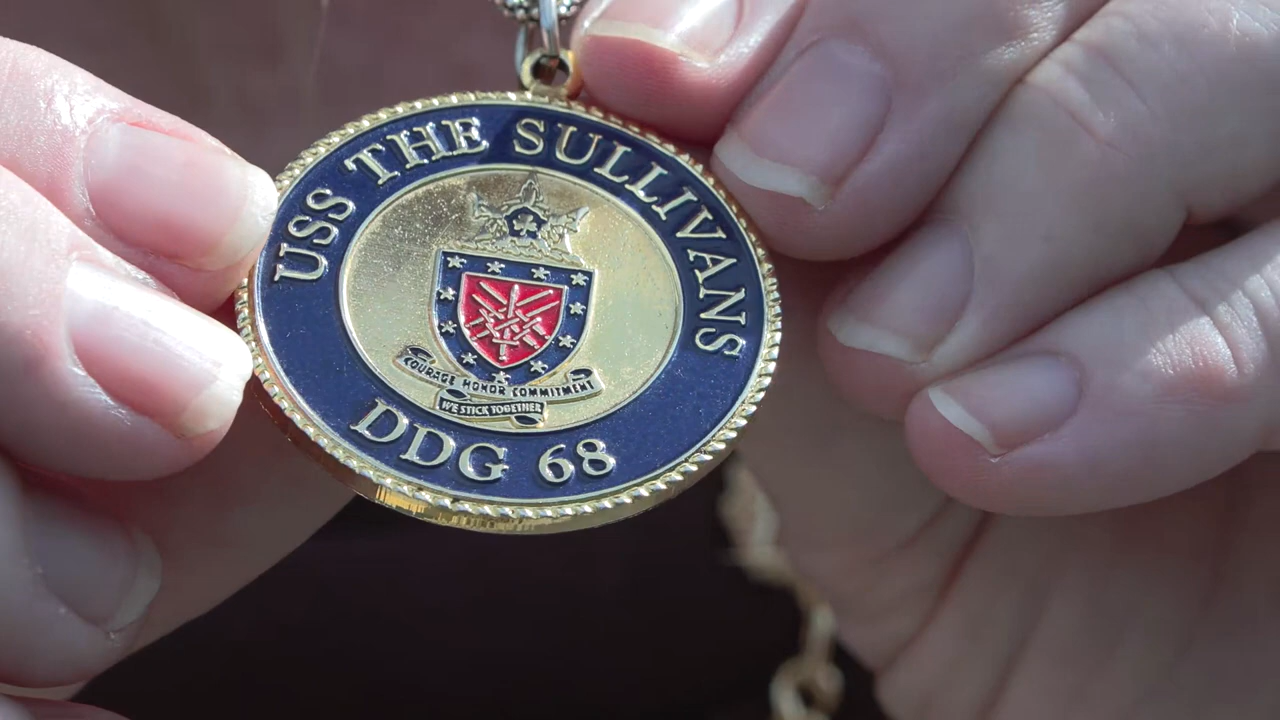 USS THE SULLIVANS
COURAGE HONOR COMMITMENT
WE STICK TOGETHER
DDG 68